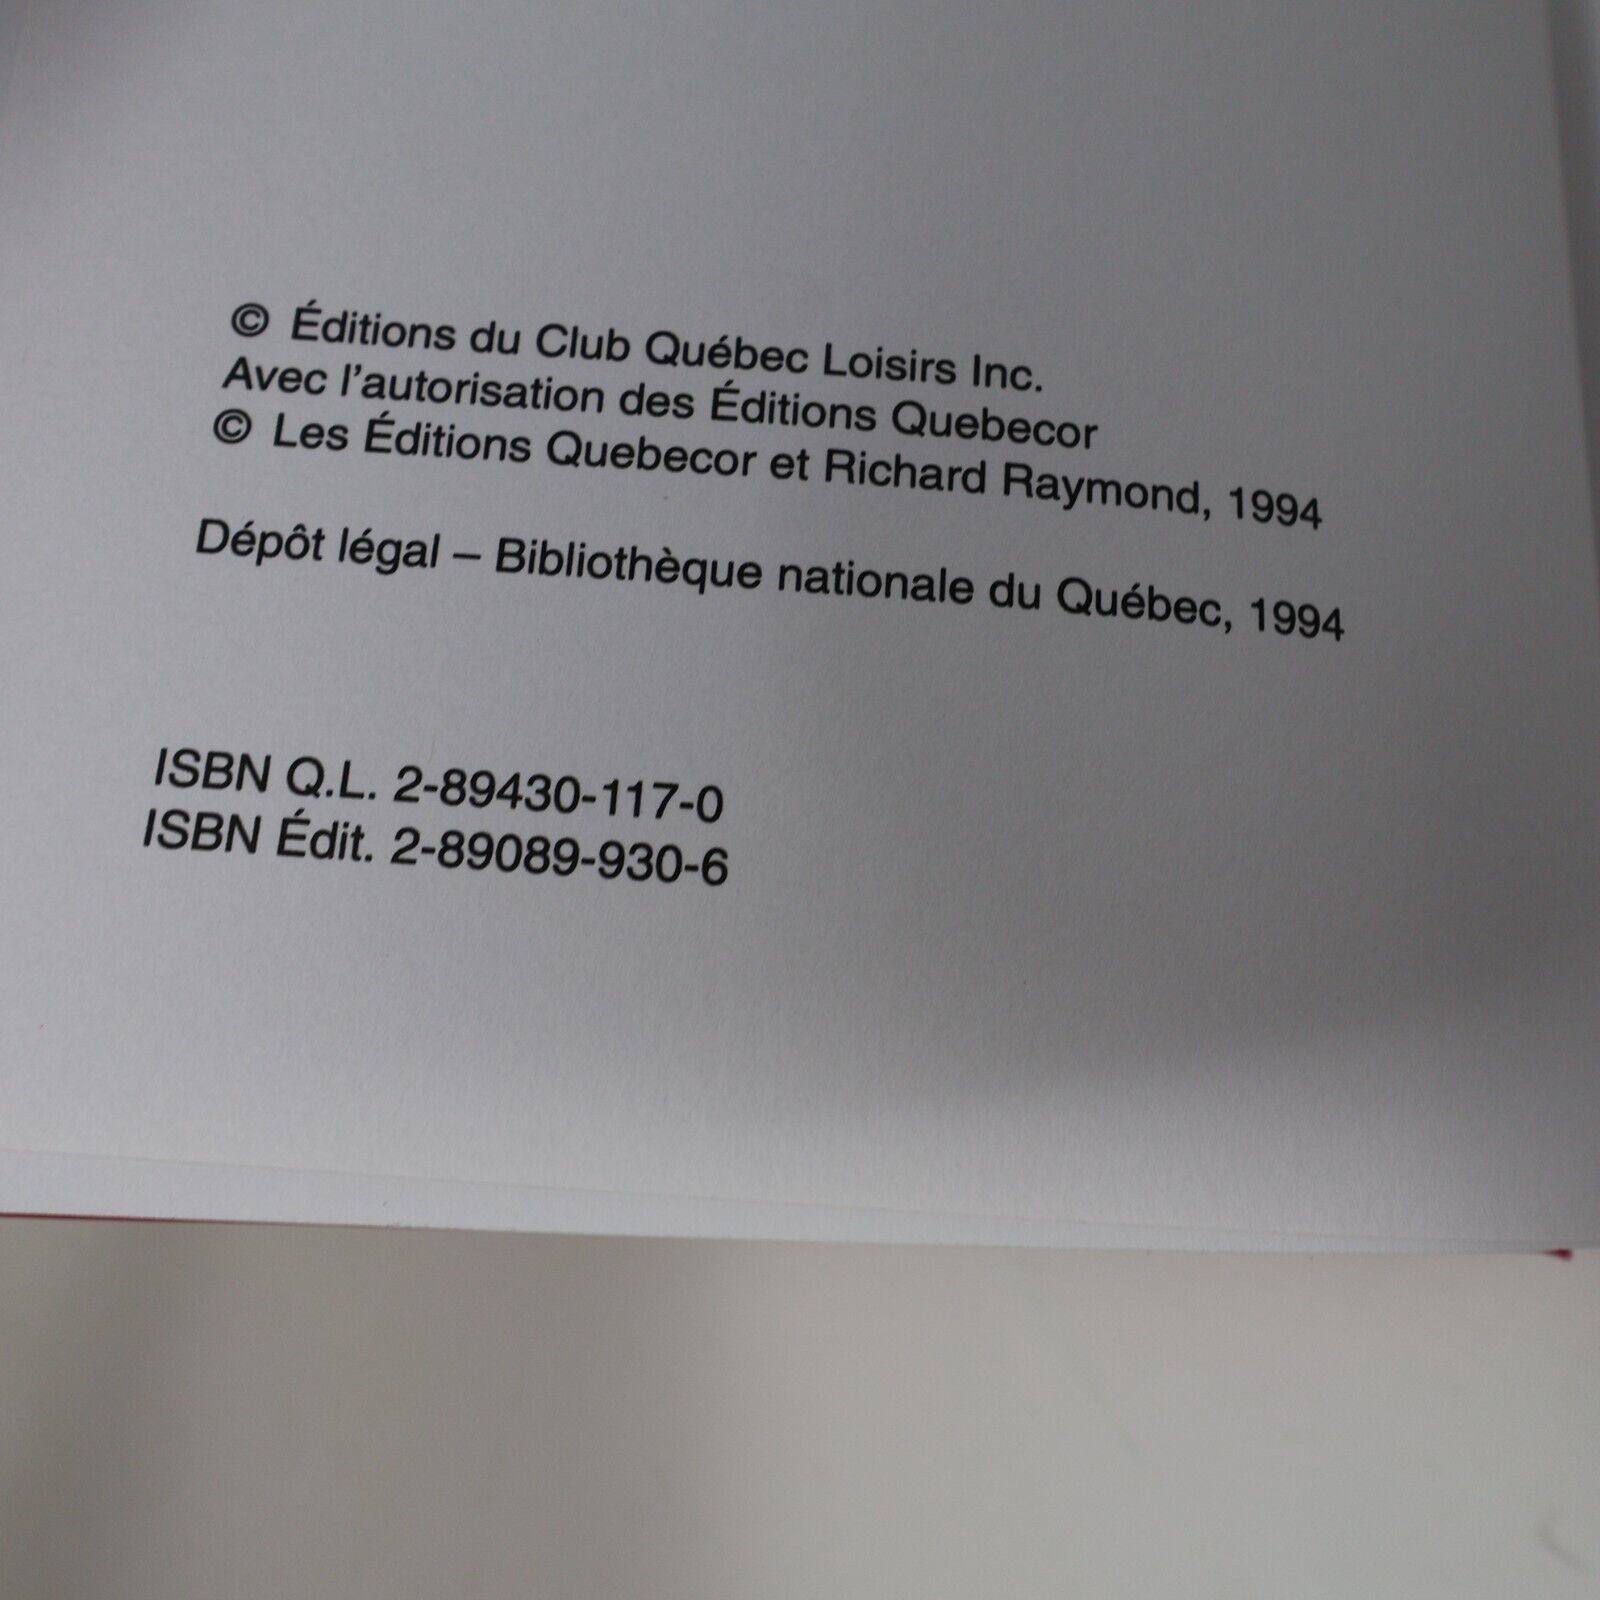 © Éditions du Club Québec Loisirs Inc.
Avec l'autorisation des Éditions Quebecor
© Les Éditions Quebecor et Richard Raymond, 1994
Dépôt légal – Bibliothèque nationale du Québec, 1994
ISBN Q.L. 2-89430-117-0
ISBN Édit. 2-89089-930-6